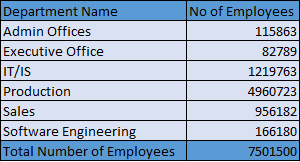 Department Name No of Employees
Admin Offices 115863
Executive Office 82789
IT/IS 1219763
Production 4960723
Sales 956182
Software Engineering 166180
Total Number of Employees 7501500